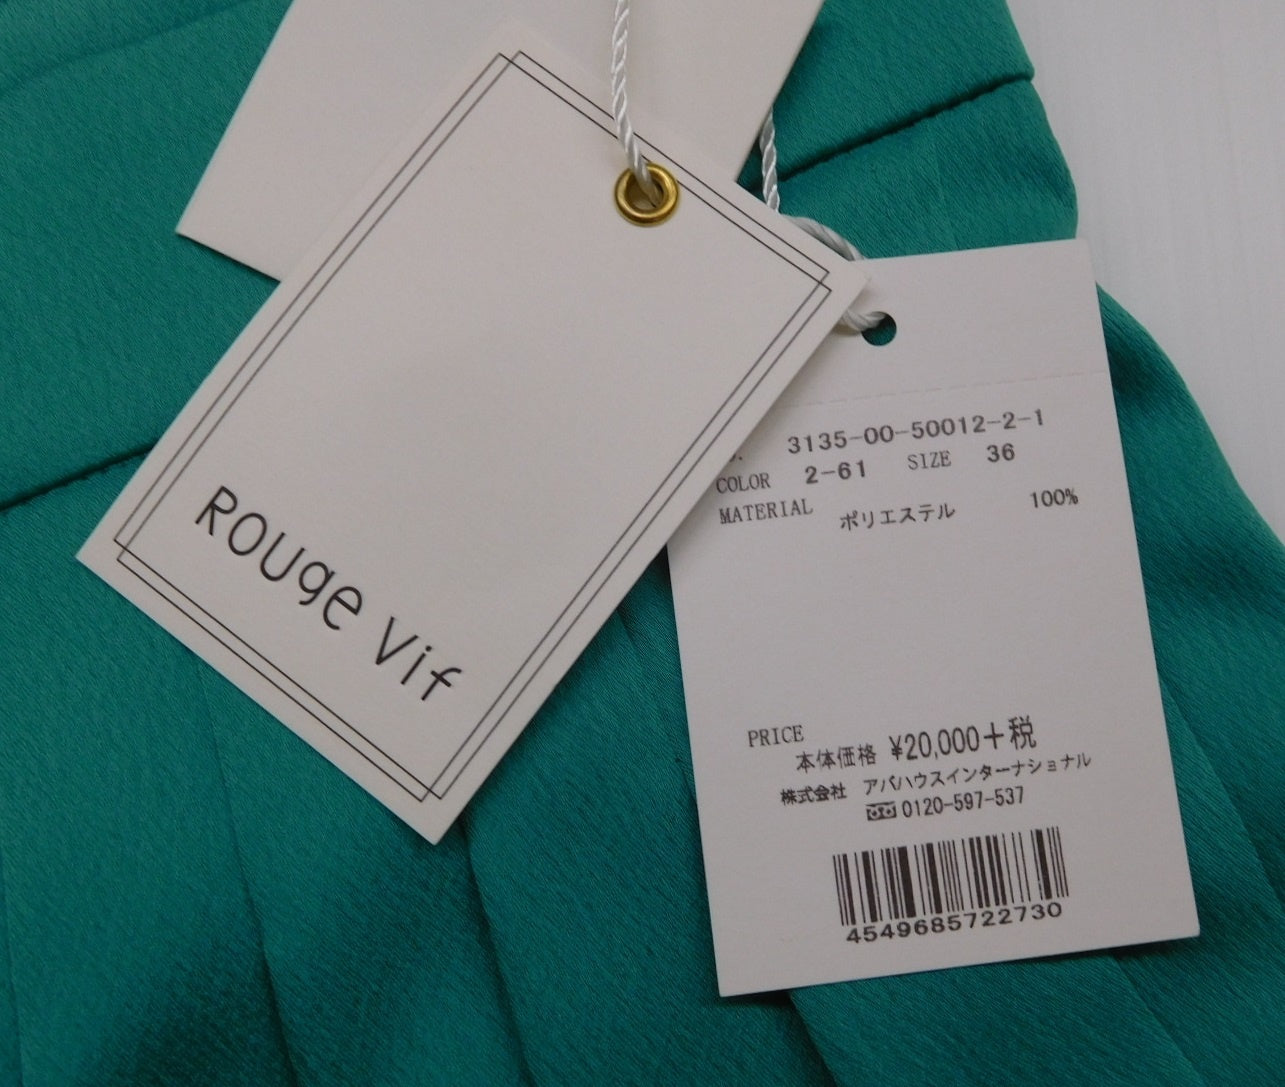 Rouge vif
3135-00-50012-2-1
COLOR 2-61 SIZE 36
MATERIAL ポリエステル 100%
PRICE
本体価格 ¥20,000+税
株式会社 アバハウスインターナショナル
0120-597-537
4549685722730